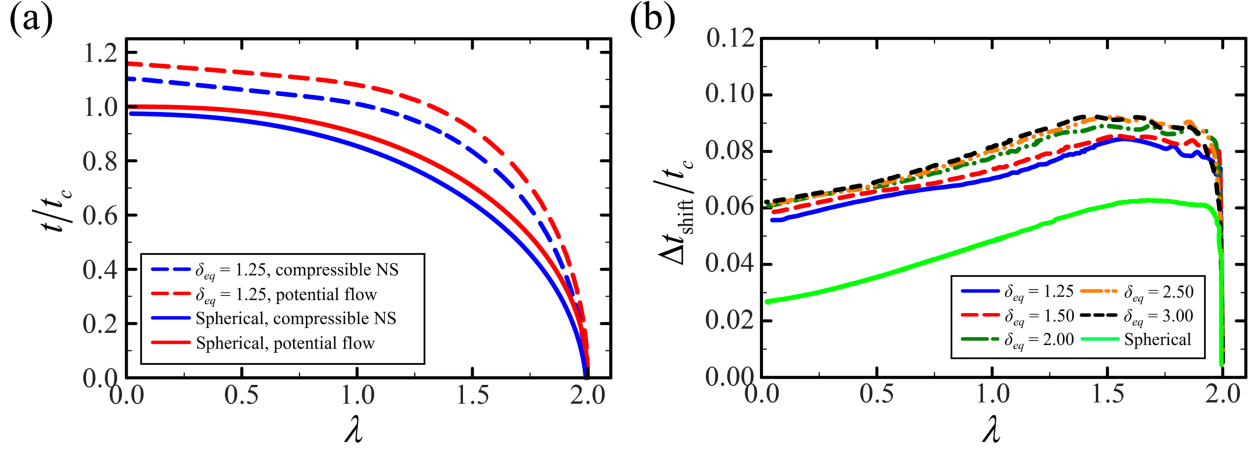 (a)
t/t_c
1.2
1.0
0.8
0.6
0.4
0.2
0.0
δ_eq = 1.25, compressible NS
δ_eq = 1.25, potential flow
Spherical, compressible NS
Spherical, potential flow
0.0 0.5 1.0 1.5 2.0
λ
(b)
Δt_shift/t_c
0.12
0.10
0.08
0.06
0.04
0.02
0.00
δ_eq = 1.25 δ_eq = 2.50
δ_eq = 1.50 δ_eq = 3.00
δ_eq = 2.00 Spherical
0.0 0.5 1.0 1.5 2.0
λ